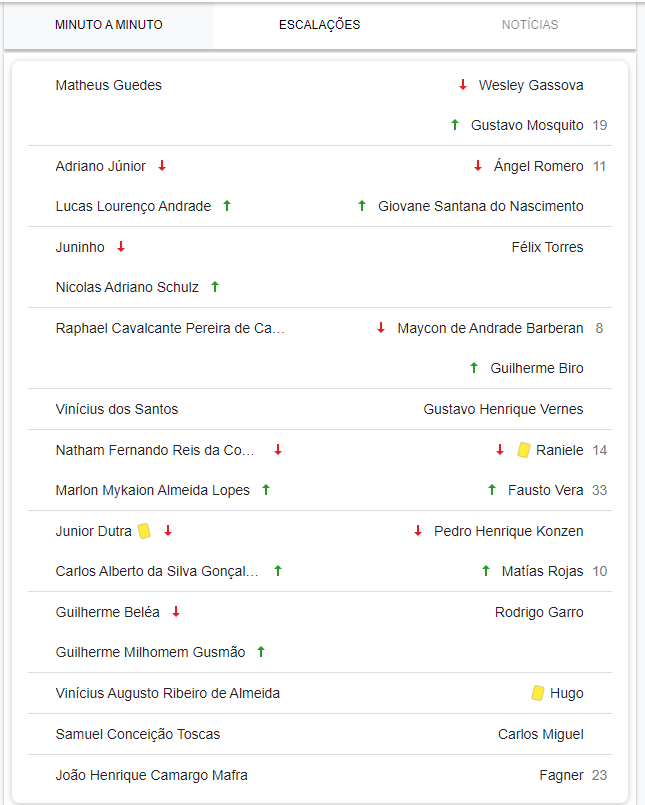 MINUTO A MINUTO ESCALAÇÕES NOTÍCIAS
Matheus Guedes Wesley Gassova
Gustavo Mosquito 19
Adriano Júnior Ángel Romero 11
Lucas Lourenço Andrade Giovane Santana do Nascimento
Juninho Félix Torres
Nicolas Adriano Schulz
Raphael Cavalcante Pereira de Ca... Maycon de Andrade Barberan 8
Guilherme Biro
Vinícius dos Santos Gustavo Henrique Vernes
Natham Fernando Reis da Co... Raniele 14
Marlon Mykaion Almeida Lopes Fausto Vera 33
Junior Dutra Pedro Henrique Konzen
Carlos Alberto da Silva Gonçal... Matías Rojas 10
Guilherme Beléa Rodrigo Garro
Guilherme Milhomem Gusmão
Vinícius Augusto Ribeiro de Almeida Hugo
Samuel Conceição Toscas Carlos Miguel
João Henrique Camargo Mafra Fagner 23